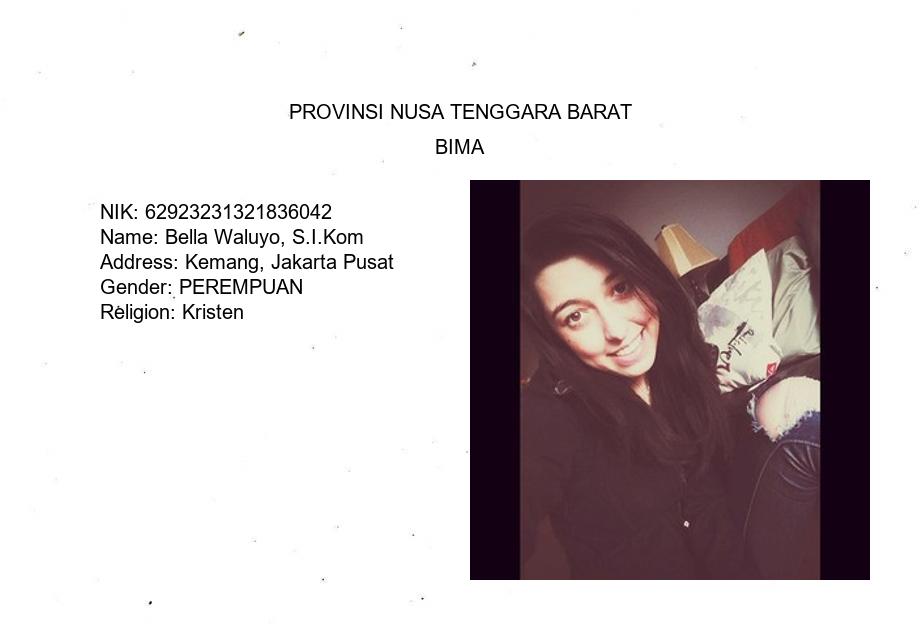 PROVINSI NUSA TENGGARA BARAT
BIMA
NIK: 62923231321836042
Name: Bella Waluyo, S.I.Kom
Address: Kemang, Jakarta Pusat
Gender: PEREMPUAN
Religion: Kristen